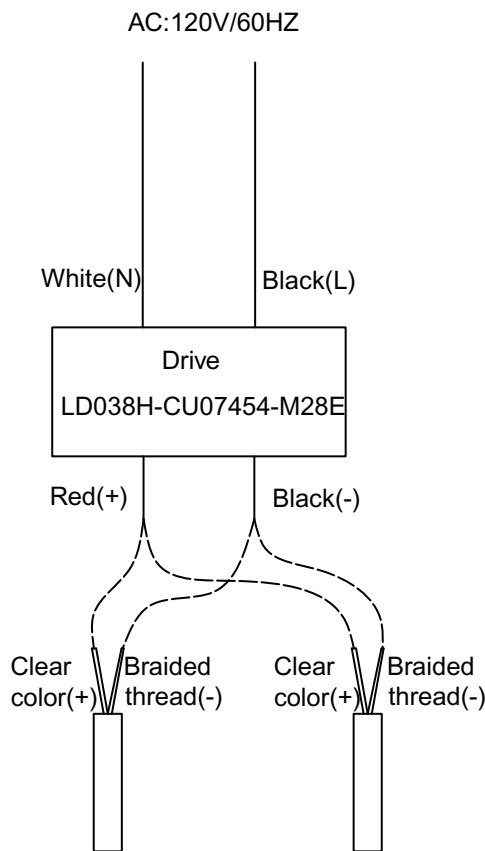 AC:120V/60HZ
White(N)
Black(L)
Drive
LD038H-CU07454-M28E
Red(+)
Black(-)
Clear
color(+)
Braided
thread(-)
Clear
color(+)
Braided
thread(-)